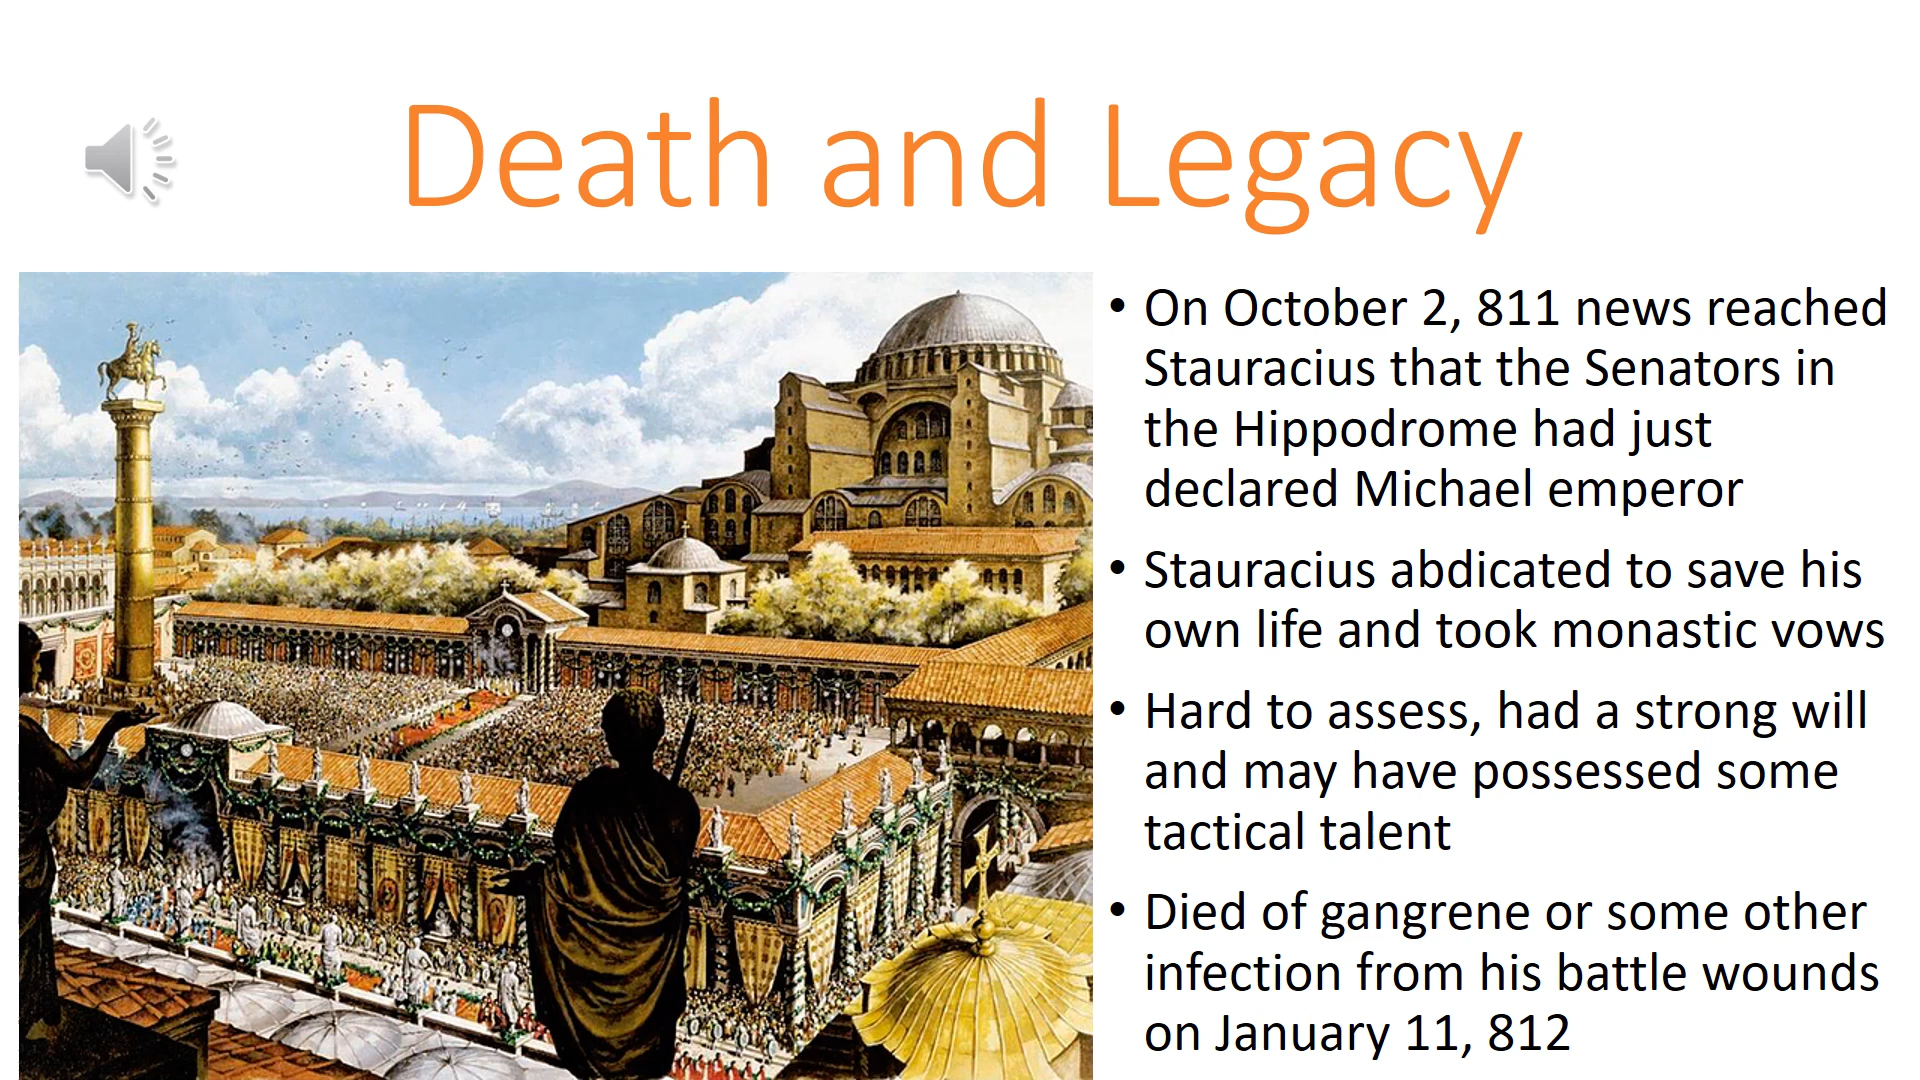 Death and Legacy
• On October 2, 811 news reached
Stauracius that the Senators in
the Hippodrome had just
declared Michael emperor
• Stauracius abdicated to save his
own life and took monastic vows
• Hard to assess, had a strong will
and may have possessed some
tactical talent
• Died of gangrene or some other
infection from his battle wounds
on January 11, 812